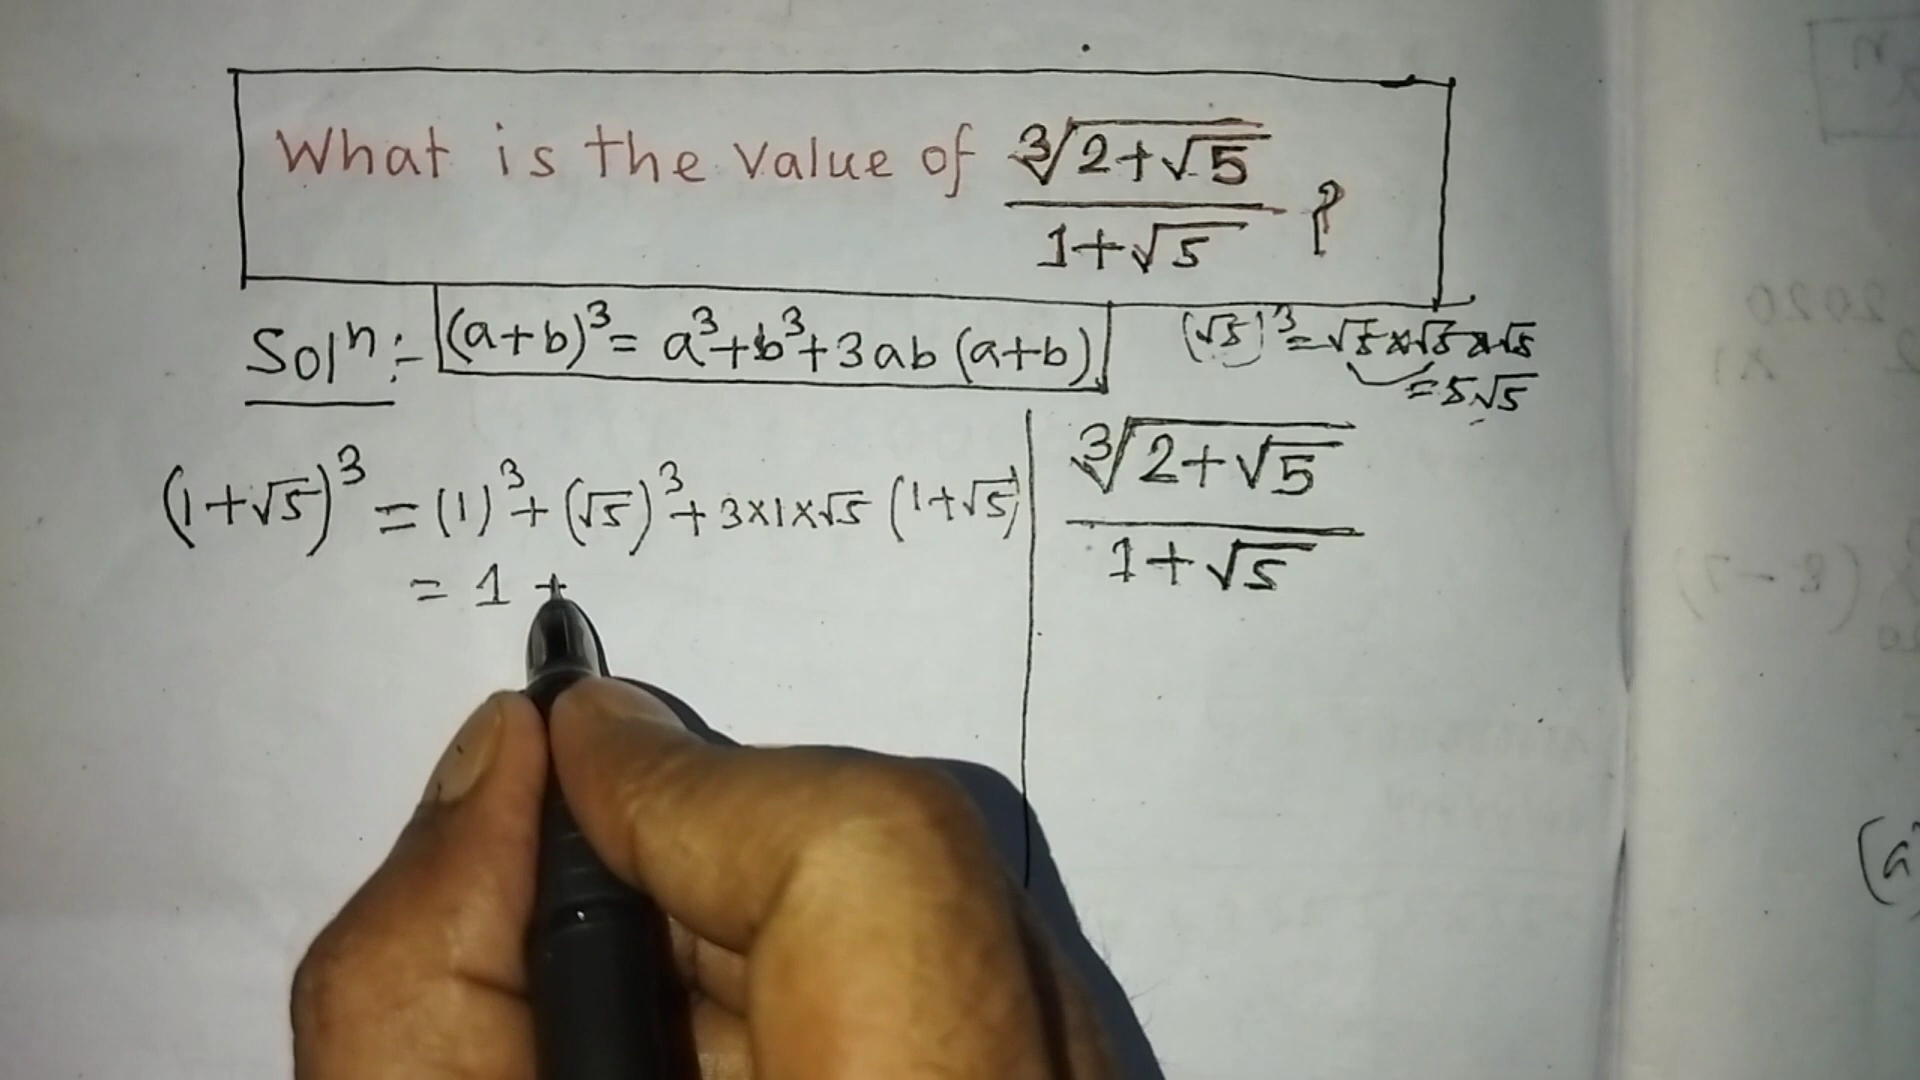 What is the value of ∛(2+√5) / (1+√5) ?
Solⁿ:- (a+b)³ = a³+b³+3ab(a+b)
(√5)³ = √5×√5×√5
= 5√5
(1+√5)³ = (1)³+(√5)³+3×1×√5(1+√5)
= 1 +
∛(2+√5) / (1+√5)